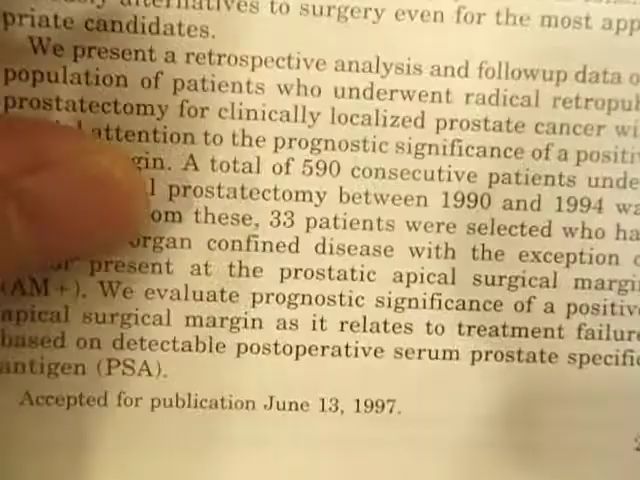 alternatives to surgery even for the most app
priate candidates.
We present a retrospective analysis and followup data o
population of patients who underwent radical retropu
prostatectomy for clinically localized prostate cancer wi
attention to the prognostic significance of a positiv
gin. A total of 590 consecutive patients unde
l prostatectomy between 1990 and 1994 wa
om these, 33 patients were selected who ha
organ confined disease with the exception o
present at the prostatic apical surgical margi
(AM+). We evaluate prognostic significance of a positive
apical surgical margin as it relates to treatment failure
based on detectable postoperative serum prostate specific
antigen (PSA).
Accepted for publication June 13, 1997.